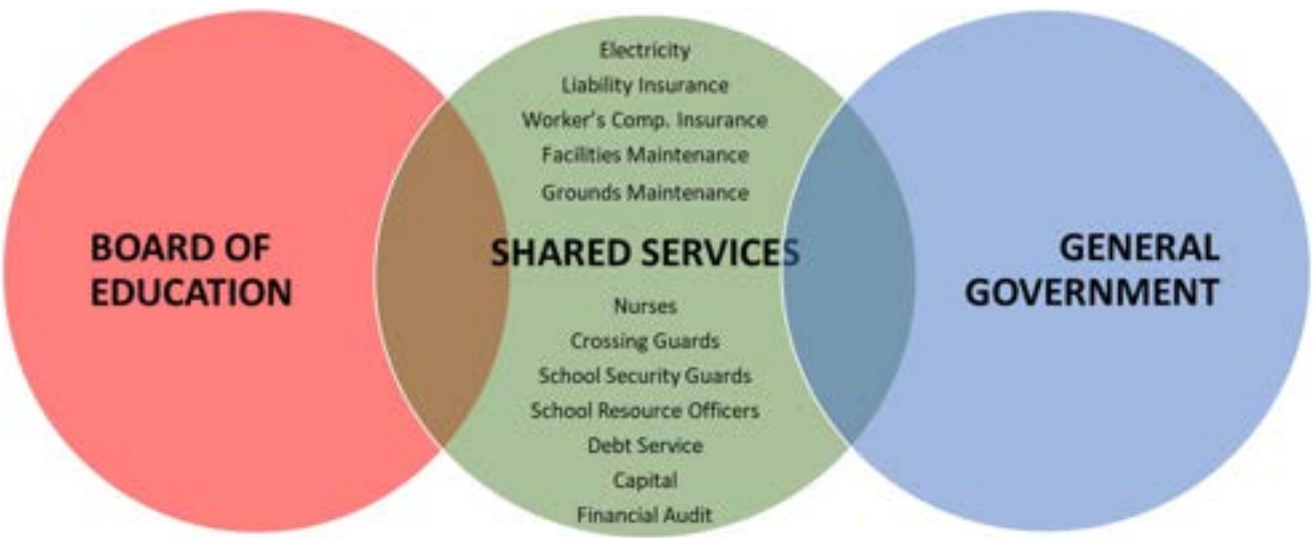 BOARD OF
EDUCATION
Electricity
Liability Insurance
Worker's Comp. Insurance
Facilities Maintenance
Grounds Maintenance
SHARED SERVICES
Nurses
Crossing Guards
School Security Guards
School Resource Officers
Debt Service
Capital
Financial Audit
GENERAL
GOVERNMENT